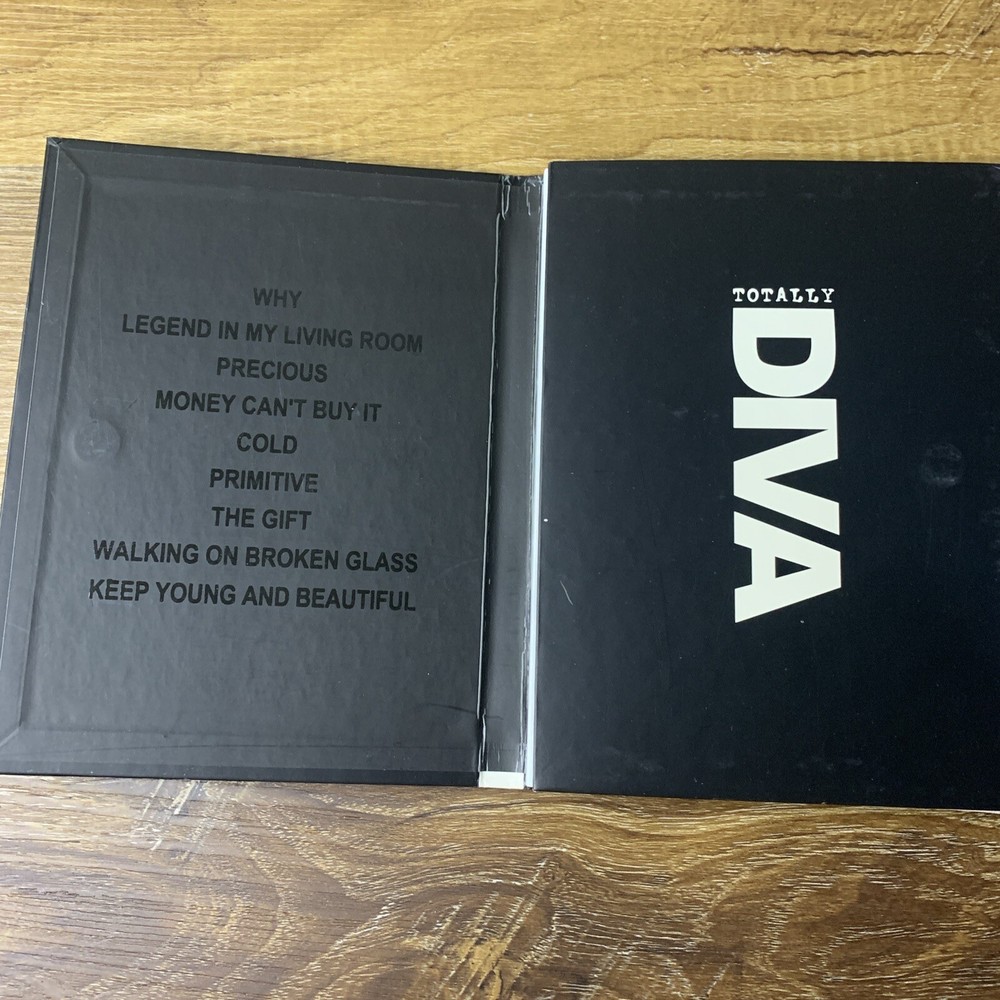 WHY
LEGEND IN MY LIVING ROOM
PRECIOUS
MONEY CAN'T BUY IT
COLD
PRIMITIVE
THE GIFT
WALKING ON BROKEN GLASS
KEEP YOUNG AND BEAUTIFUL
TOTALLY
DIVA